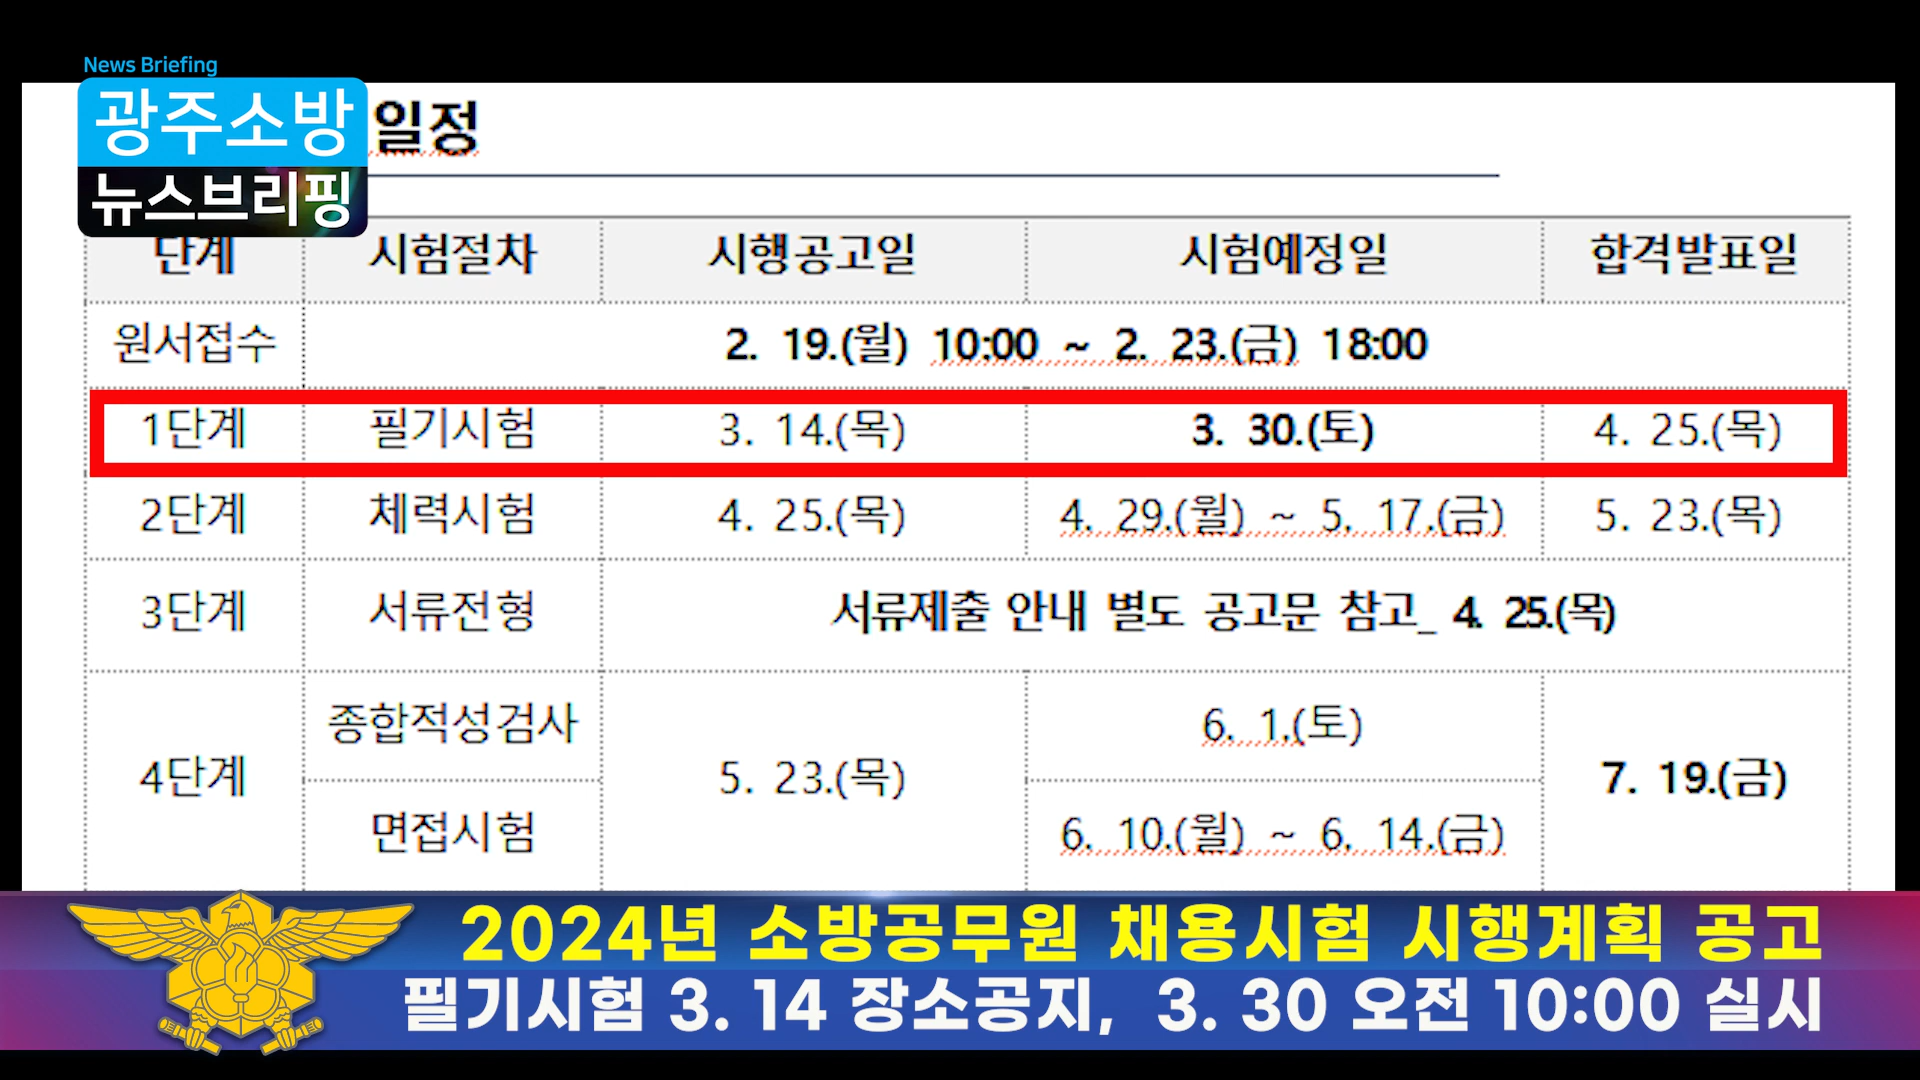 News Briefing
광주소방
뉴스브리핑
일정
단계 시험절차 시행공고일 시험예정일 합격발표일
원서접수 2. 19.(월) 10:00 ~ 2. 23.(금) 18:00
1단계 필기시험 3. 14.(목) 3. 30.(토) 4. 25.(목)
2단계 체력시험 4. 25.(목) 4. 29.(월) ~ 5. 17.(금) 5. 23.(목)
3단계 서류전형 서류제출 안내 별도 공고문 참고_ 4. 25.(목)
4단계 종합적성검사 5. 23.(목) 6. 1.(토) 7. 19.(금)
면접시험 6. 10.(월) ~ 6. 14.(금)
2024년 소방공무원 채용시험 시행계획 공고
필기시험 3. 14 장소공지, 3. 30 오전 10:00 실시